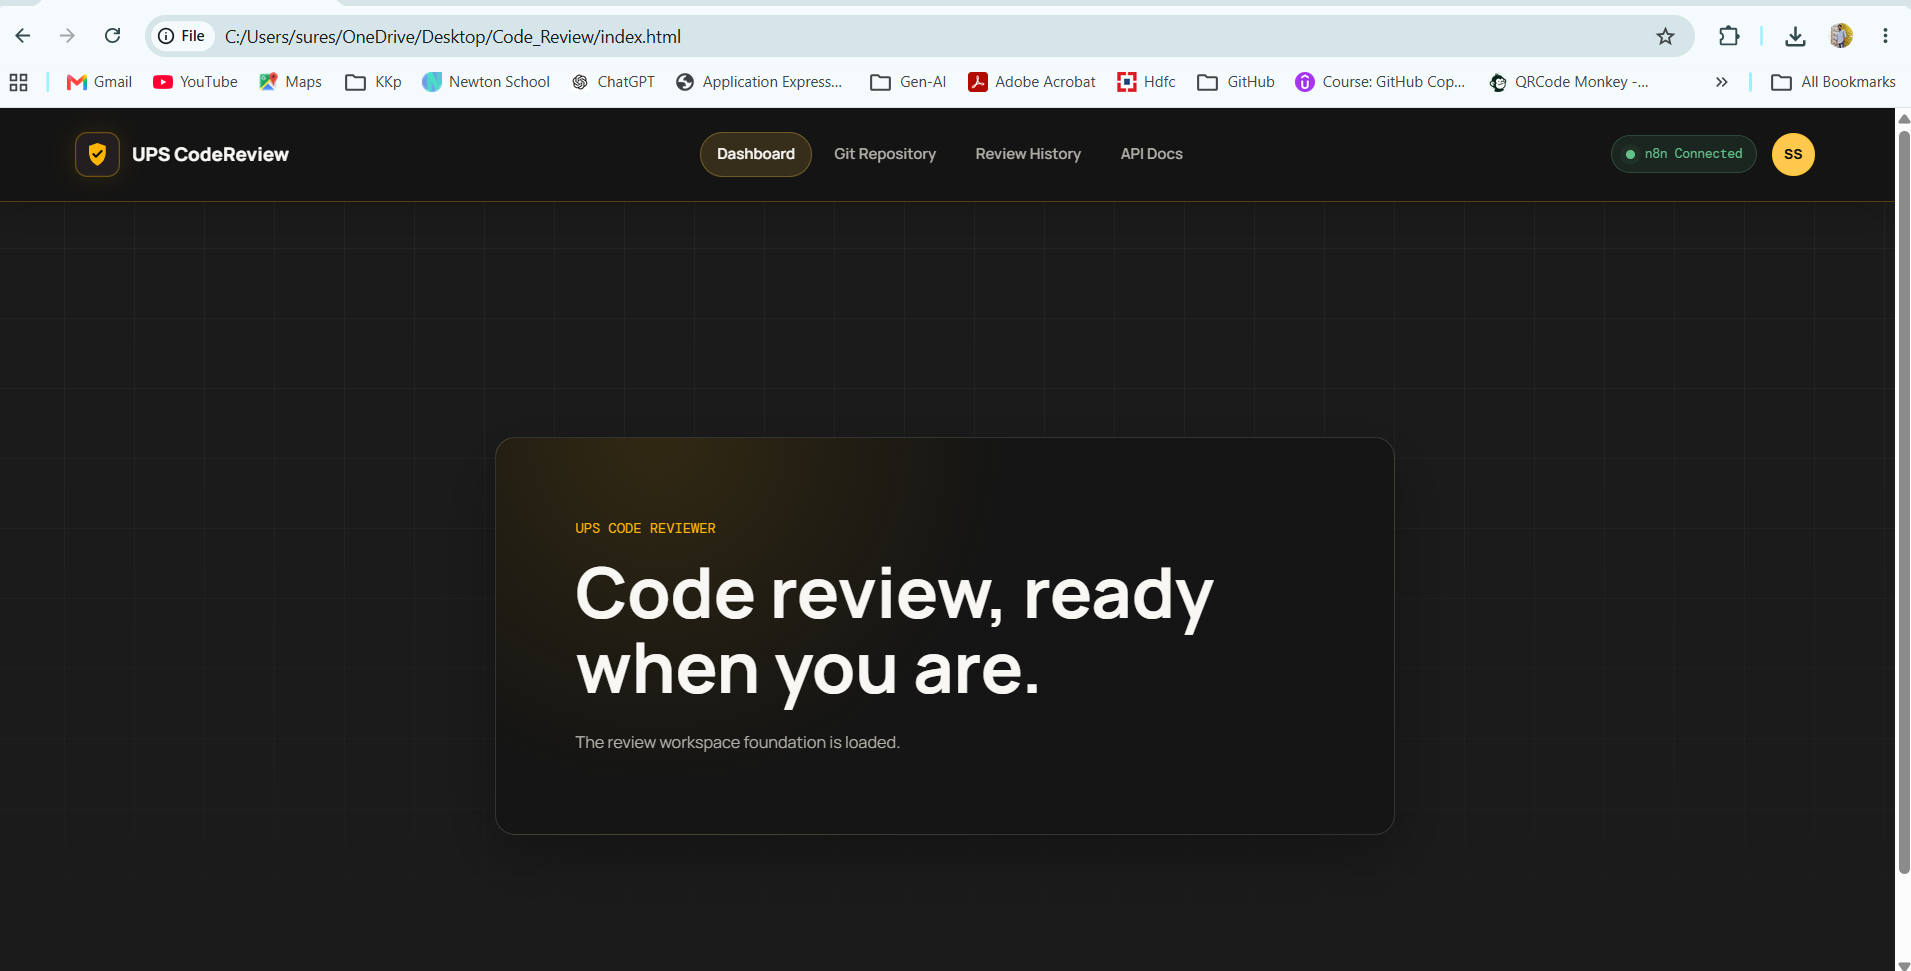 File
C:/Users/sures/OneDrive/Desktop/Code_Review/index.html
Gmail YouTube Maps KKp Newton School ChatGPT Application Express... Gen-AI Adobe Acrobat Hdfc GitHub Course: GitHub Cop... QRCode Monkey -... » All Bookmarks
UPS CodeReview Dashboard Git Repository Review History API Docs n8n Connected SS
UPS CODE REVIEWER
Code review, ready
when you are.
The review workspace foundation is loaded.